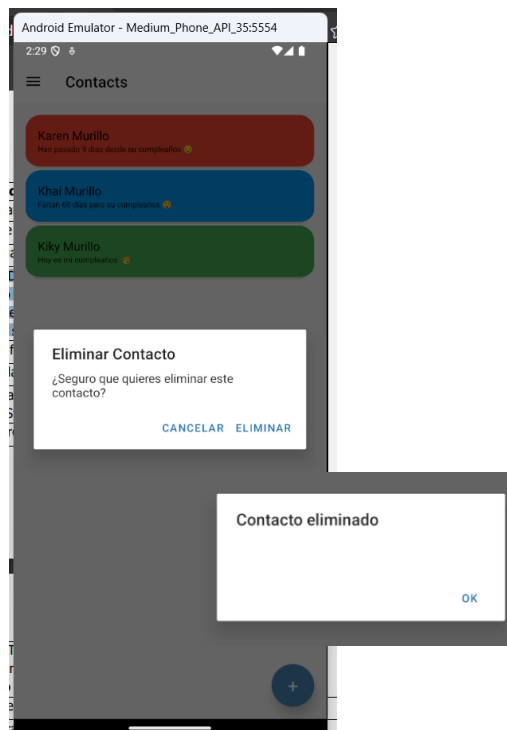 Android Emulator - Medium_Phone_API_35:5554
2:29
Contacts
Karen Murillo
Han pasado 9 días desde su cumpleaños
Khai Murillo
Faltan 66 días para su cumpleaños
Kiky Murillo
Hoy es mi cumpleaños
Eliminar Contacto
¿Seguro que quieres eliminar este
contacto?
CANCELAR ELIMINAR
Contacto eliminado
OK
+